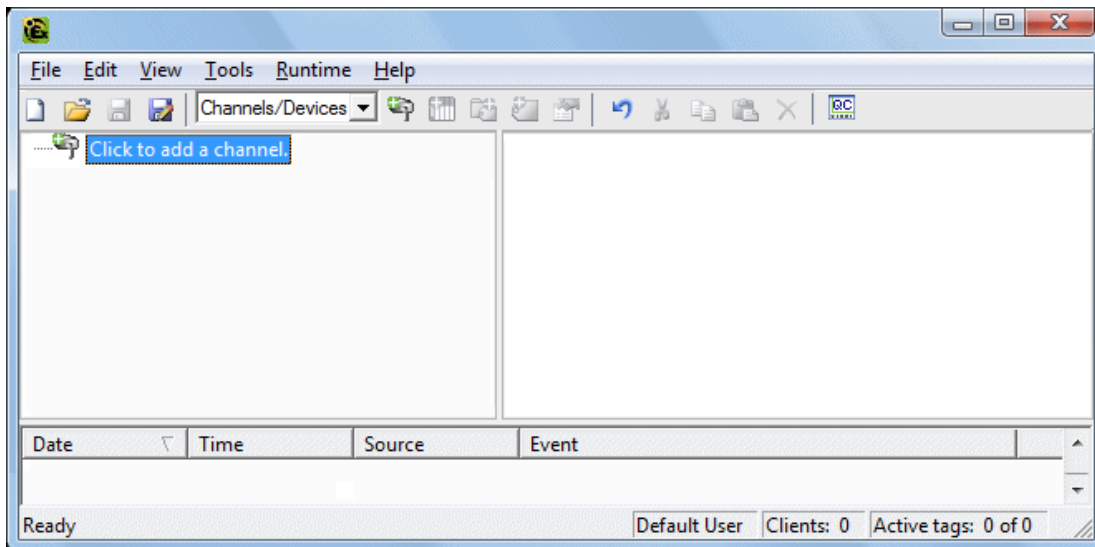 File Edit View Tools Runtime Help
Channels/Devices QC
Click to add a channel.
Date Time Source Event
Ready Default User Clients: 0 Active tags: 0 of 0